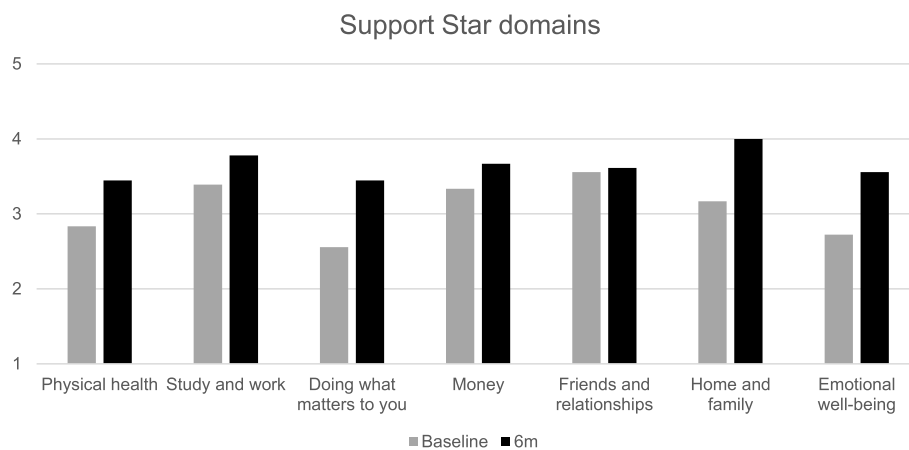 Support Star domains
5
4
3
2
1
Physical health Study and work Doing what Money Friends and Home and Emotional
matters to you relationships family well-being
Baseline 6m